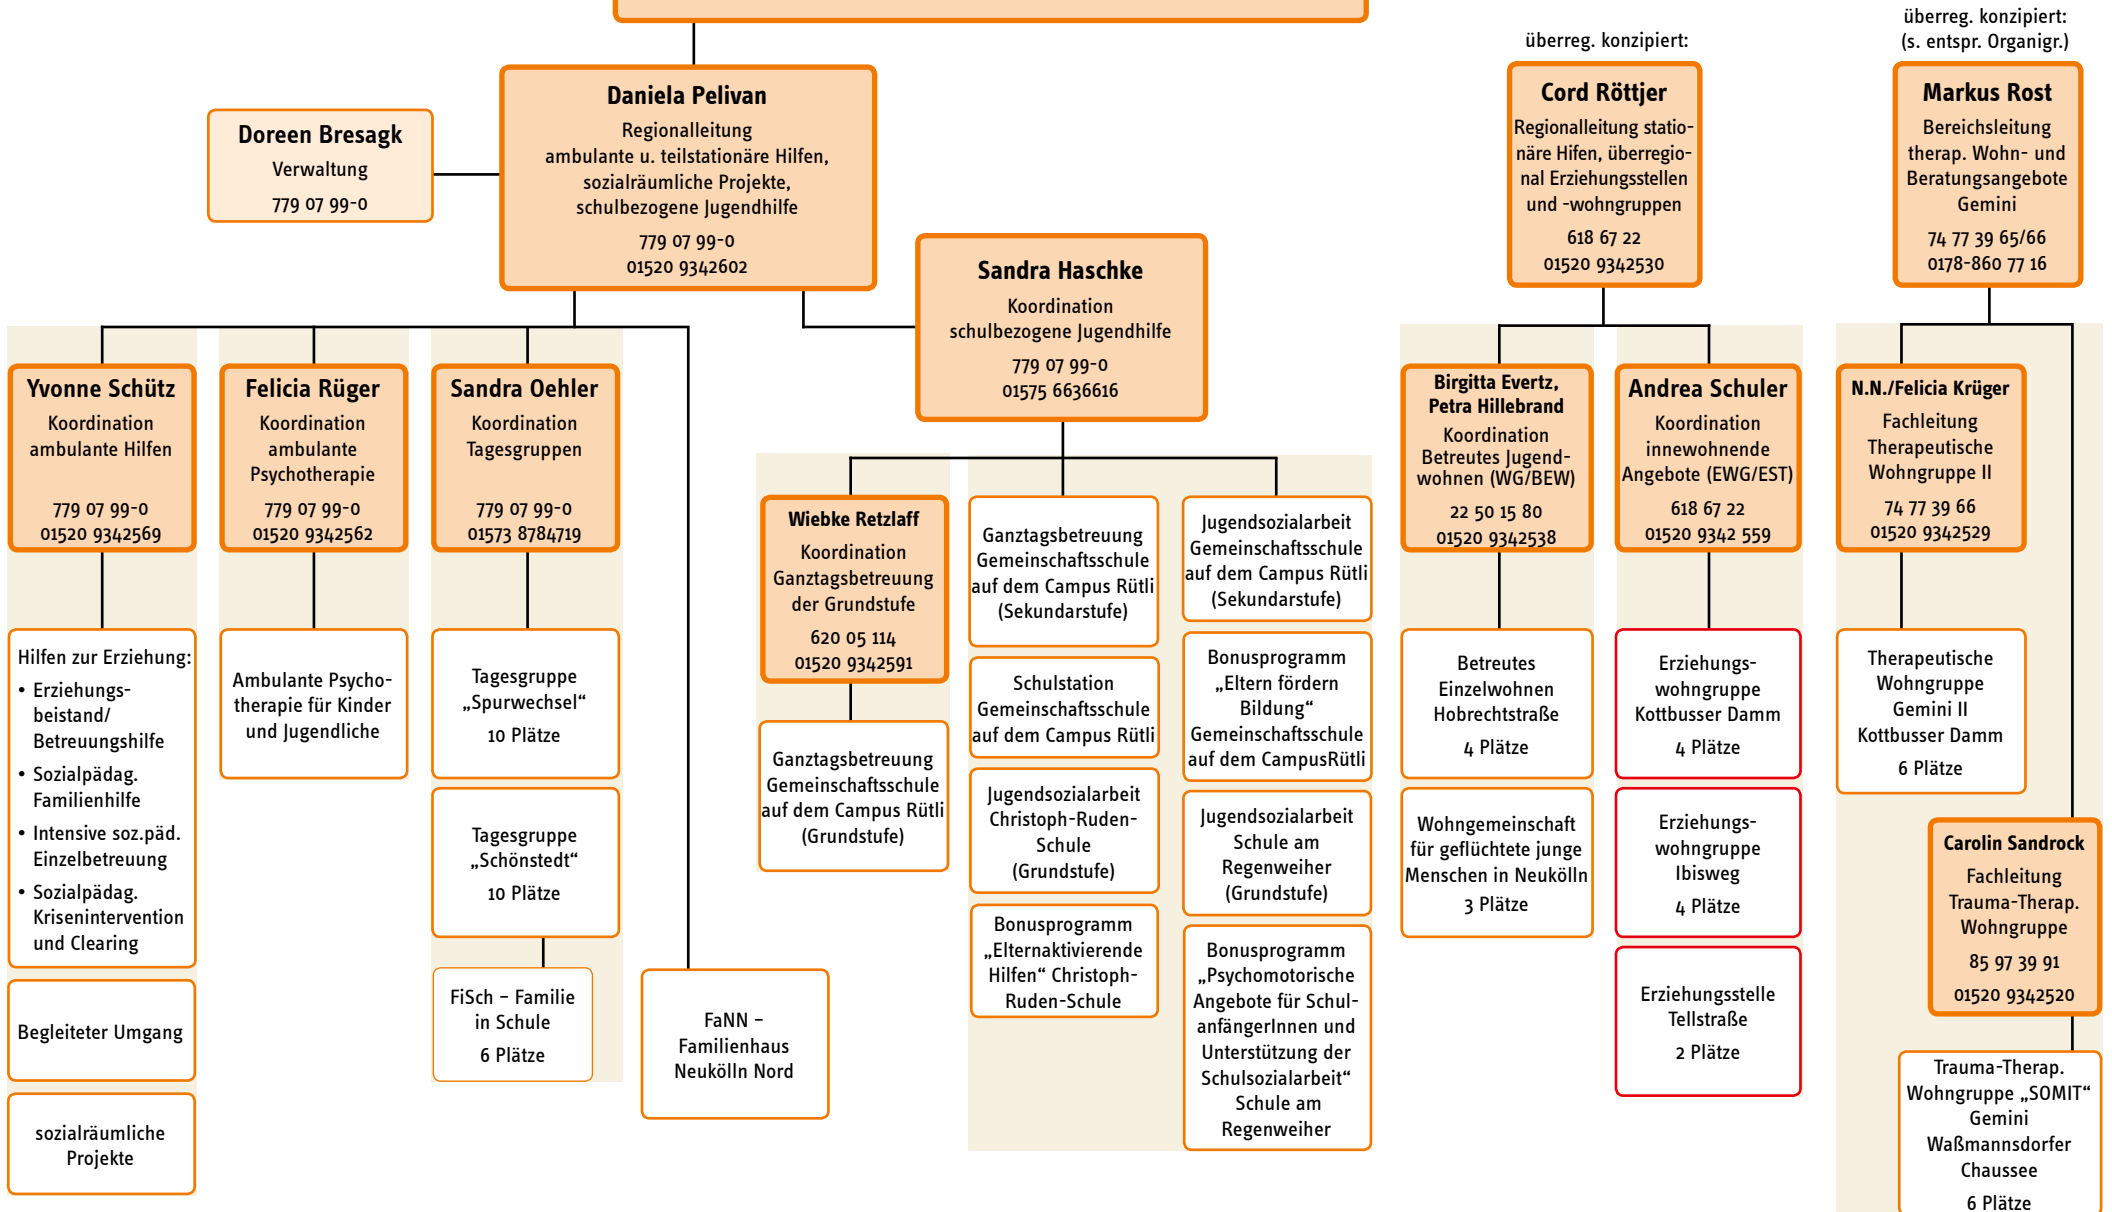 überreg. konzipiert:
überreg. konzipiert:
(s. entspr. Organigr.)
Doreen Bresagk
Verwaltung
779 07 99-0
Daniela Pelivan
Regionalleitung
ambulante u. teilstationäre Hilfen,
sozialräumliche Projekte,
schulbezogene Jugendhilfe
779 07 99-0
01520 9342602
Sandra Haschke
Koordination
schulbezogene Jugendhilfe
779 07 99-0
01575 6636616
Cord Röttjer
Regionalleitung statio-
näre Hifen, überregio-
nal Erziehungsstellen
und -wohngruppen
618 67 22
01520 9342530
Markus Rost
Bereichsleitung
therap. Wohn- und
Beratungsangebote
Gemini
74 77 39 65/66
0178-860 77 16
Yvonne Schütz
Koordination
ambulante Hilfen
779 07 99-0
01520 9342569
Felicia Rüger
Koordination
ambulante
Psychotherapie
779 07 99-0
01520 9342562
Sandra Oehler
Koordination
Tagesgruppen
779 07 99-0
01573 8784719
Birgitta Evertz,
Petra Hillebrand
Koordination
Betreutes Jugend-
wohnen (WG/BEW)
22 50 15 80
01520 9342538
Andrea Schuler
Koordination
innewohnende
Angebote (EWG/EST)
618 67 22
01520 9342 559
N.N./Felicia Krüger
Fachleitung
Therapeutische
Wohngruppe II
74 77 39 66
01520 9342529
Hilfen zur Erziehung:
• Erziehungs-
beistand/
Betreuungshilfe
• Sozialpädag.
Familienhilfe
• Intensive soz.päd.
Einzelbetreuung
• Sozialpädag.
Krisenintervention
und Clearing
Begleiteter Umgang
sozialräumliche
Projekte
Ambulante Psycho-
therapie für Kinder
und Jugendliche
Tagesgruppe
„Spurwechsel“
10 Plätze
Tagesgruppe
„Schönstedt“
10 Plätze
FiSch – Familie
in Schule
6 Plätze
FaNN –
Familienhaus
Neukölln Nord
Wiebke Retzlaff
Koordination
Ganztagsbetreuung
der Grundstufe
620 05 114
01520 9342591
Ganztagsbetreuung
Gemeinschaftsschule
auf dem Campus Rütli
(Grundstufe)
Ganztagsbetreuung
Gemeinschaftsschule
auf dem Campus Rütli
(Sekundarstufe)
Schulstation
Gemeinschaftsschule
auf dem Campus Rütli
Jugendsozialarbeit
Christoph-Ruden-
Schule
(Grundstufe)
Bonusprogramm
„Elternaktivierende
Hilfen“ Christoph-
Ruden-Schule
Jugendsozialarbeit
Gemeinschaftsschule
auf dem Campus Rütli
(Sekundarstufe)
Bonusprogramm
„Eltern fördern
Bildung“
Gemeinschaftsschule
auf dem CampusRütli
Jugendsozialarbeit
Schule am
Regenweiher
(Grundstufe)
Bonusprogramm
„Psychomotorische
Angebote für Schul-
anfängerInnen und
Unterstützung der
Schulsozialarbeit“
Schule am
Regenweiher
Betreutes
Einzelwohnen
Hobrechtstraße
4 Plätze
Wohngemeinschaft
für geflüchtete junge
Menschen in Neukölln
3 Plätze
Erziehungs-
wohngruppe
Kottbusser Damm
4 Plätze
Erziehungs-
wohngruppe
Ibisweg
4 Plätze
Erziehungsstelle
Tellstraße
2 Plätze
Therapeutische
Wohngruppe
Gemini II
Kottbusser Damm
6 Plätze
Carolin Sandrock
Fachleitung
Trauma-Therap.
Wohngruppe
85 97 39 91
01520 9342520
Trauma-Therap.
Wohngruppe „SOMIT“
Gemini
Waßmannsdorfer
Chaussee
6 Plätze